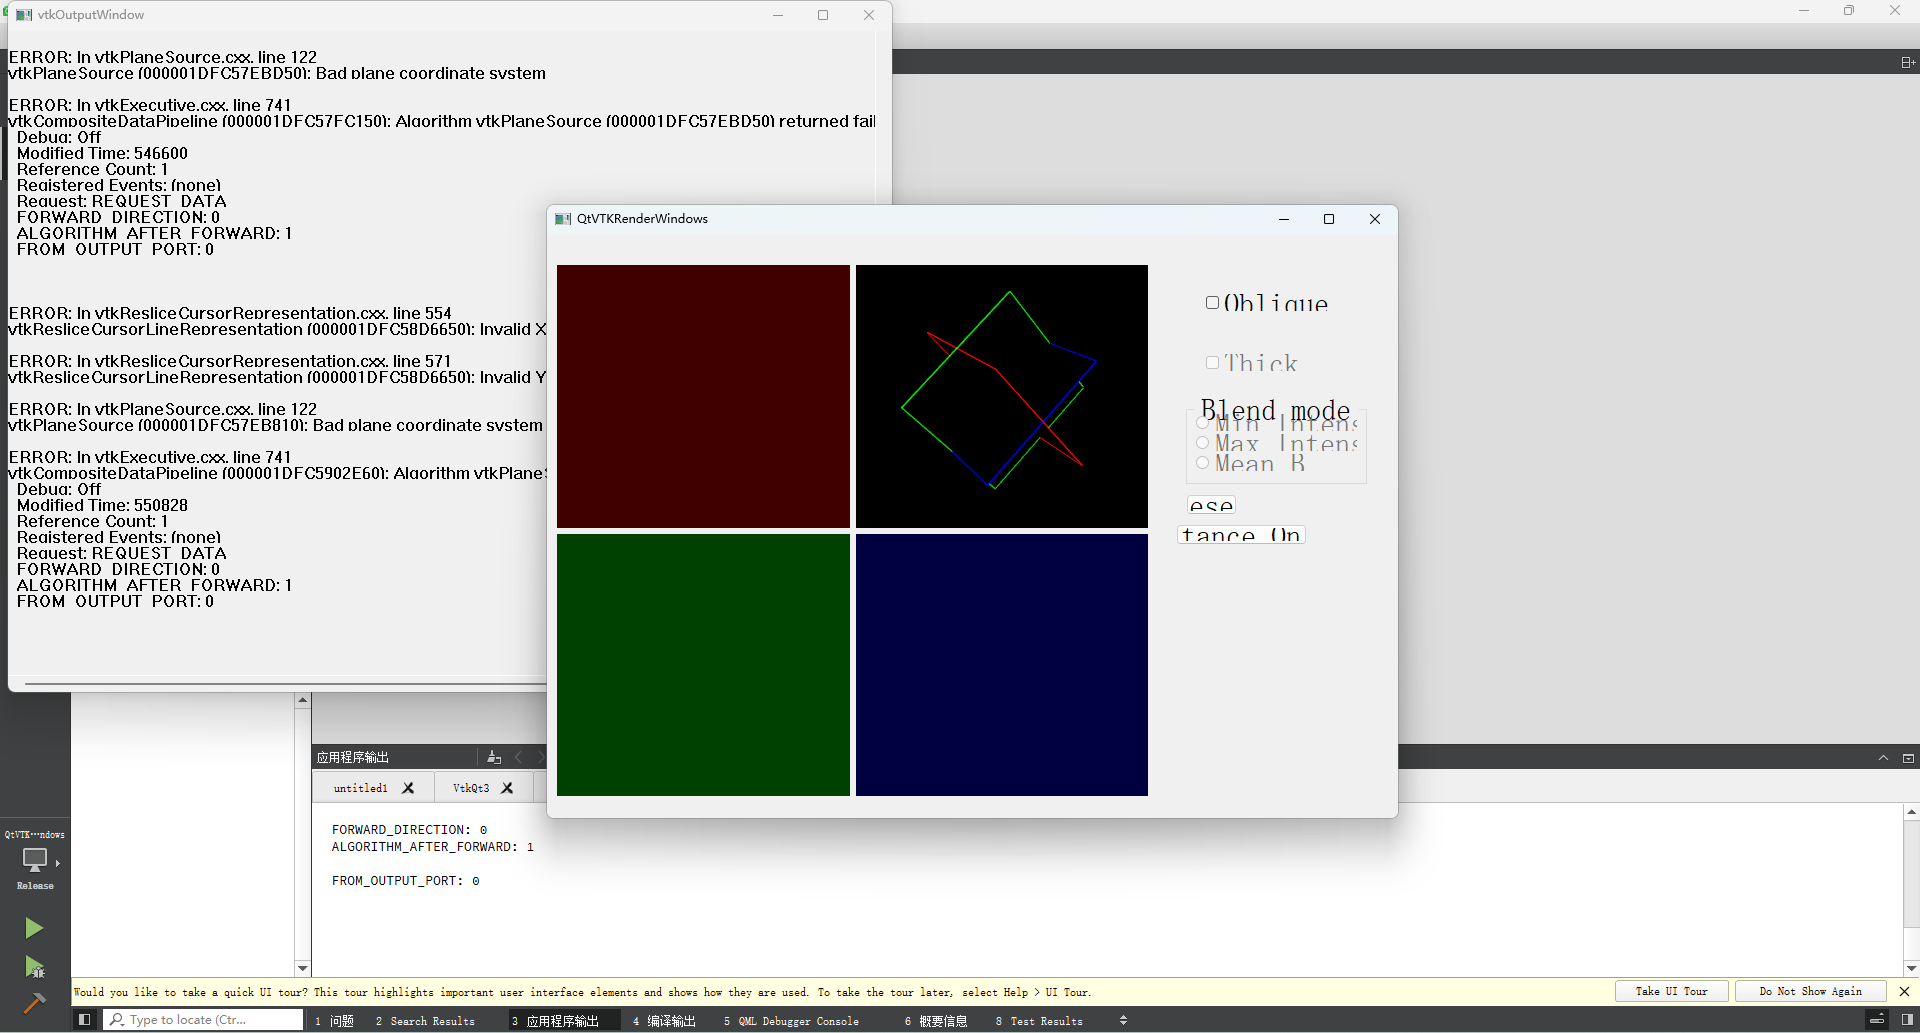 vtkOutputWindow
ERROR: In vtkPlaneSource.cxx, line 122
vtkPlaneSource (000001DFC57EBD50): Bad plane coordinate system
ERROR: In vtkExecutive.cxx, line 741
vtkCompositeDataPipeline (000001DFC57FC150): Algorithm vtkPlaneSource (000001DFC57EBD50) returned fail
Debug: Off
Modified Time: 546600
Reference Count: 1
Registered Events: (none)
Request: REQUEST_DATA
FORWARD_DIRECTION: 0
ALGORITHM_AFTER_FORWARD: 1
FROM_OUTPUT_PORT: 0
ERROR: In vtkResliceCursorRepresentation.cxx, line 554
vtkResliceCursorLineRepresentation (000001DFC58D6650): Invalid X
ERROR: In vtkResliceCursorRepresentation.cxx, line 571
vtkResliceCursorLineRepresentation (000001DFC58D6650): Invalid Y
ERROR: In vtkPlaneSource.cxx, line 122
vtkPlaneSource (000001DFC57EB810): Bad plane coordinate system
ERROR: In vtkExecutive.cxx, line 741
vtkCompositeDataPipeline (000001DFC5902E60): Algorithm vtkPlane
Debug: Off
Modified Time: 550828
Reference Count: 1
Registered Events: (none)
Request: REQUEST_DATA
FORWARD_DIRECTION: 0
ALGORITHM_AFTER_FORWARD: 1
FROM_OUTPUT_PORT: 0
QtVTKRenderWindows
Oblique
Thick
Blend mode
Min Intens
Max Intens
Mean B
ese
tance On
应用程序输出
untitled1
VtkQt3
FORWARD_DIRECTION: 0
ALGORITHM_AFTER_FORWARD: 1
FROM_OUTPUT_PORT: 0
QtVTK···ndows
Release
Would you like to take a quick UI tour? This tour highlights important user interface elements and shows how they are used. To take the tour later, select Help > UI Tour.
Take UI Tour
Do Not Show Again
Type to locate (Ctr...
1 问题
2 Search Results
3 应用程序输出
4 编译输出
5 QML Debugger Console
6 概要信息
8 Test Results